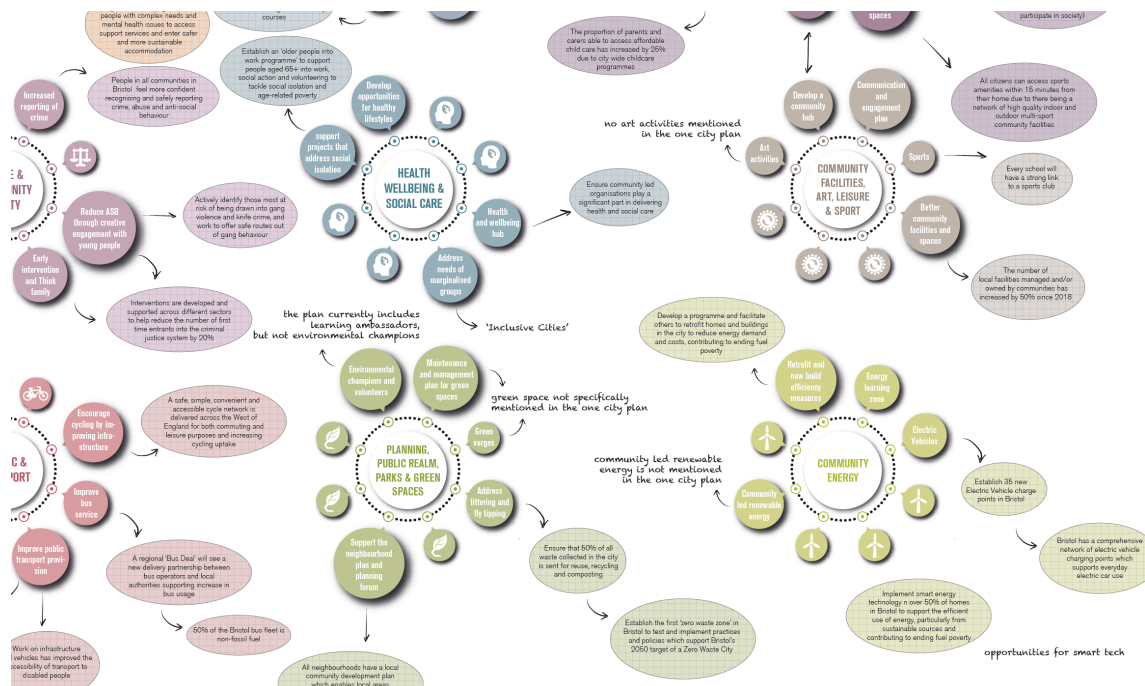 people with complex needs and
mental health issues to access
support services and enter safer
and more sustainable
accommodation
courses
Establish an 'older people into
work programme' to support
people aged 65+ into work,
social action and volunteering to
tackle social isolation and
age-related poverty
The proportion of parents and
carers able to access affordable
child care has increased by 25%
due to city wide childcare
programmes
spaces
participate in society)
Increased
reporting of
crime
People in all communities in
Bristol feel more confident
recognising and safely reporting
crime, abuse and anti-social
behaviour
Reduce ASB
through creative
engagement with
young people
Early
intervention
and Think
family
Actively identify those most at
risk of being drawn into gang
violence and knife crime, and
work to offer safe routes out
of gang behaviour
Interventions are developed and
supported across different sectors
to help reduce the number of first
time entrants into the criminal
justice system by 20%
HEALTH
WELLBEING &
SOCIAL CARE
Develop
opportunities
for healthy
lifestyles
support
projects that
address social
isolation
Health
and wellbeing
hub
Address
needs of
marginalised
groups
Ensure community led
organisations play a
significant part in delivering
health and social care
'Inclusive Cities'
COMMUNITY
FACILITIES,
ART, LEISURE
& SPORT
Develop a
community
hub
Communication
and
engagement
plan
Art
activities
Sports
Better
community
facilities and
spaces
no art activities mentioned
in the one city plan
All citizens can access sports
amenities within 15 minutes from
their home due to there being a
network of high quality indoor and
outdoor multi-sport
community facilities
Every school will
have a strong link
to a sports club
The number of
local facilities managed and/or
owned by communities has
increased by 50% since 2018
& 
PORT
Encourage
cycling by im-
proving infra-
structure
Improve
bus
service
Improve public
transport provi-
sion
A safe, simple, convenient and
accessible cycle network is
delivered across the West of
England for both commuting and
leisure purposes and increasing
cycling uptake
A regional 'Bus Deal' will see a
new delivery partnership between
bus operators and local
authorities supporting increase in
bus usage
50% of the Bristol bus fleet is
non-fossil fuel
Work on infrastructure
vehicles has improved the
accessibility of transport to
disabled people
the plan currently includes
learning ambassadors,
but not environmental champions
PLANNING,
PUBLIC REALM,
PARKS & GREEN
SPACES
Environmental
champions and
volunteers
Maintenance
and management
plan for green
spaces
Green
verges
Address
littering and
fly tipping
Support the
neighbourhood
plan and
planning
forum
green space not specifically
mentioned in the one city plan
Ensure that 50% of all
waste collected in the city
is sent for reuse, recycling
and composting
Establish the first 'zero waste zone' in
Bristol to test and implement practices
and policies which support Bristol's
2050 target of a Zero Waste City
All neighbourhoods have a local
community development plan
which enables local areas
COMMUNITY
ENERGY
Retrofit and
new build
efficiency
measures
Energy
learning
zone
Electric
Vehicles
Community
led renewable
energy
Develop a programme and facilitate
others to retrofit homes and buildings
in the city to reduce energy demand
and costs, contributing to ending fuel
poverty
community led renewable
energy is not mentioned
in the one city plan
Establish 35 new
Electric Vehicle charge
points in Bristol
Bristol has a comprehensive
network of electric vehicle
charging points which
supports everyday
electric car use
Implement smart energy
technology n over 50% of homes
in Bristol to support the efficient
use of energy, particularly from
sustainable sources and
contributing to ending fuel poverty
opportunities for smart tech